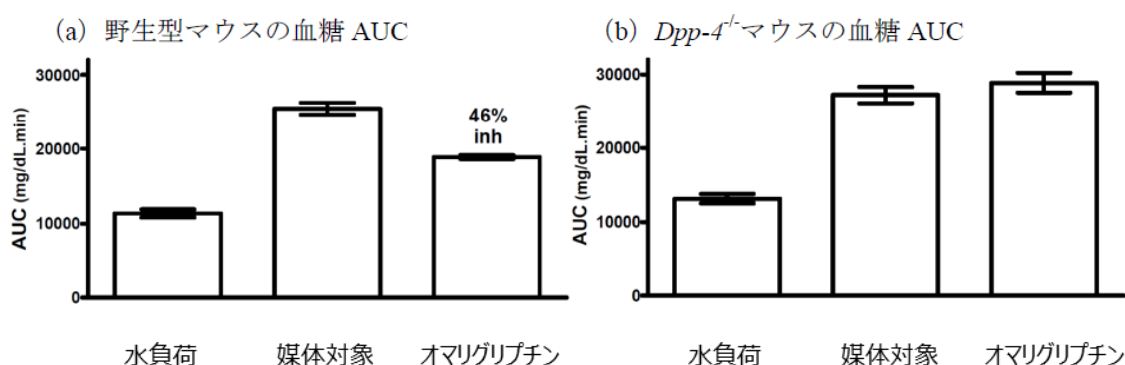 (a) 野生型マウスの血糖 AUC
30000
20000
10000
0
AUC (mg/dL.min)
46%
inh
水負荷
媒体対象
オマリグリプチン
(b) Dpp-4-/-マウスの血糖 AUC
30000
20000
10000
0
AUC (mg/dL.min)
水負荷
媒体対象
オマリグリプチン